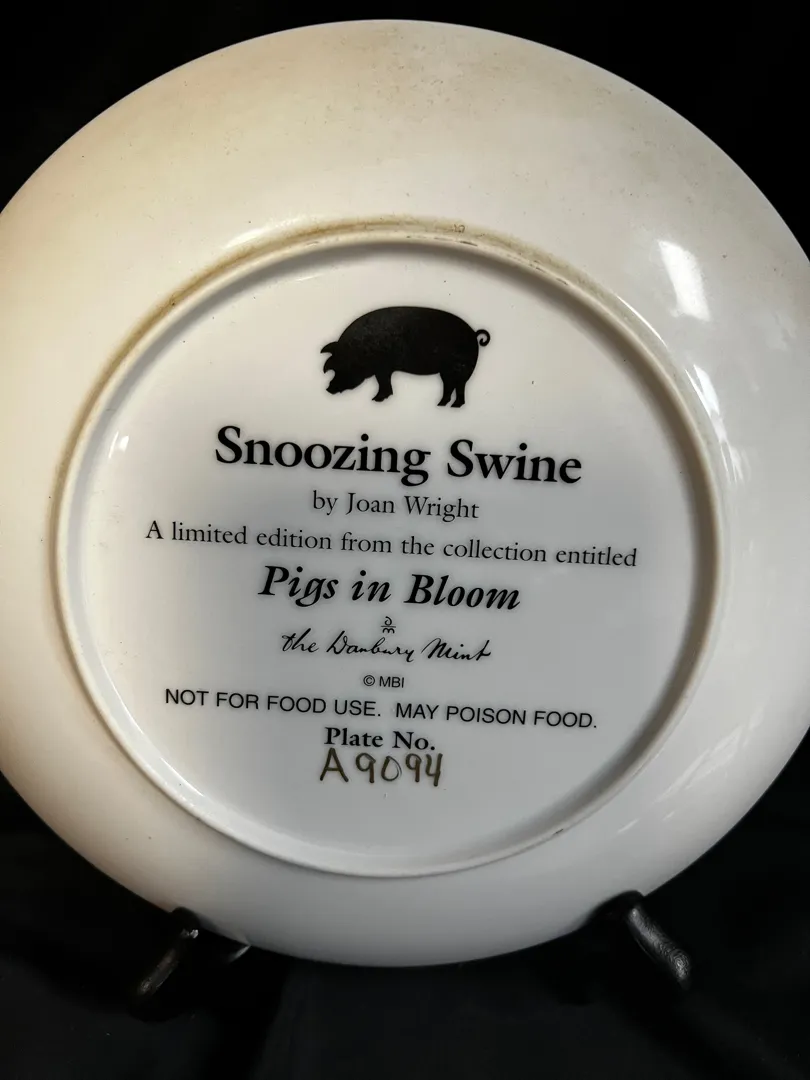 Snoozing Swine
by Joan Wright
A limited edition from the collection entitled
Pigs in Bloom
DM
the Danbury Mint
© MBI
NOT FOR FOOD USE. MAY POISON FOOD.
Plate No.
A9094